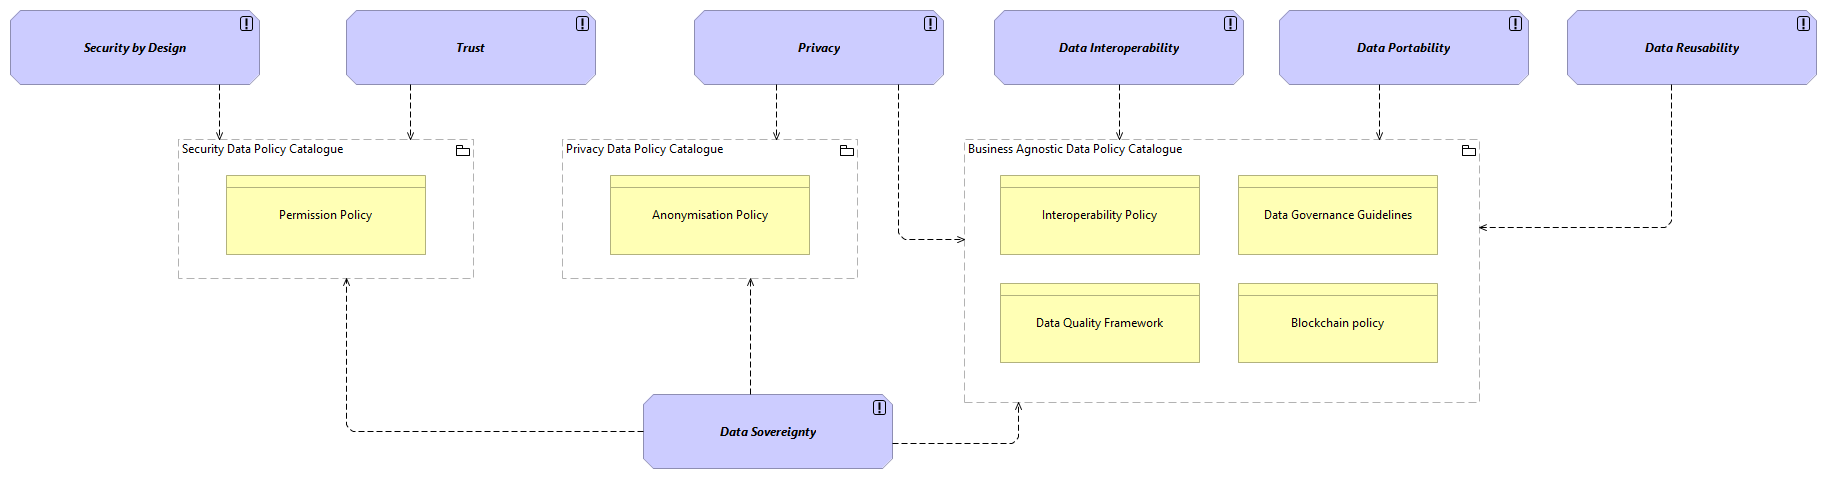 Security by Design
Trust
Privacy
Data Interoperability
Data Portability
Data Reusability
Security Data Policy Catalogue
Privacy Data Policy Catalogue
Business Agnostic Data Policy Catalogue
Permission Policy
Anonymisation Policy
Interoperability Policy
Data Governance Guidelines
Data Quality Framework
Blockchain policy
Data Sovereignty